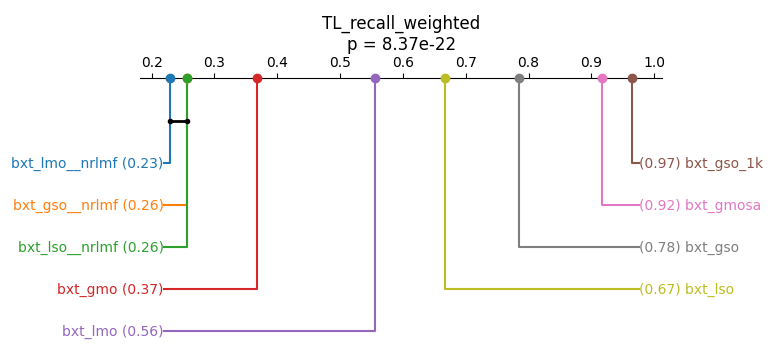 TL_recall_weighted
p = 8.37e-22
0.2 0.3 0.4 0.5 0.6 0.7 0.8 0.9 1.0
bxt_lmo__nrlmf (0.23)
(0.97) bxt_gso_1k
bxt_gso__nrlmf (0.26)
(0.92) bxt_gmosa
bxt_lso__nrlmf (0.26)
(0.78) bxt_gso
bxt_gmo (0.37)
(0.67) bxt_lso
bxt_lmo (0.56)